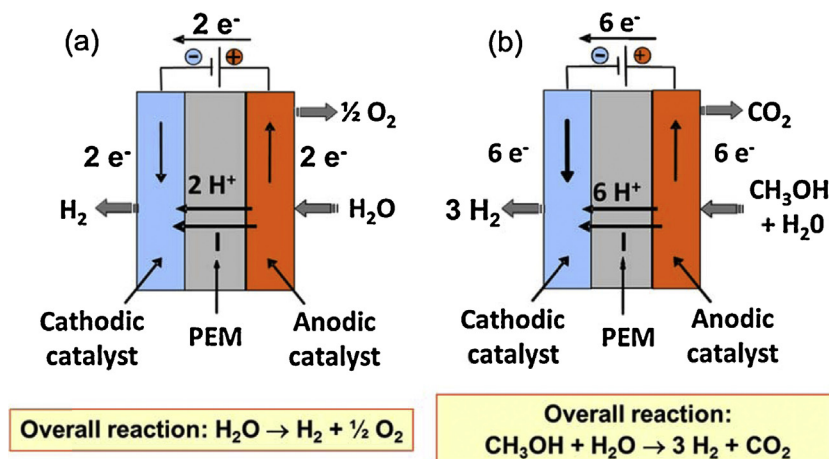 (a)
2 e⁻
− +
½ O₂
2 e⁻
2 e⁻
2 H⁺
H₂
H₂O
Cathodic
catalyst
PEM
Anodic
catalyst
Overall reaction: H₂O → H₂ + ½ O₂
(b)
6 e⁻
− +
CO₂
6 e⁻
6 e⁻
6 H⁺
3 H₂
CH₃OH
+ H₂0
Cathodic
catalyst
PEM
Anodic
catalyst
Overall reaction:
CH₃OH + H₂O → 3 H₂ + CO₂